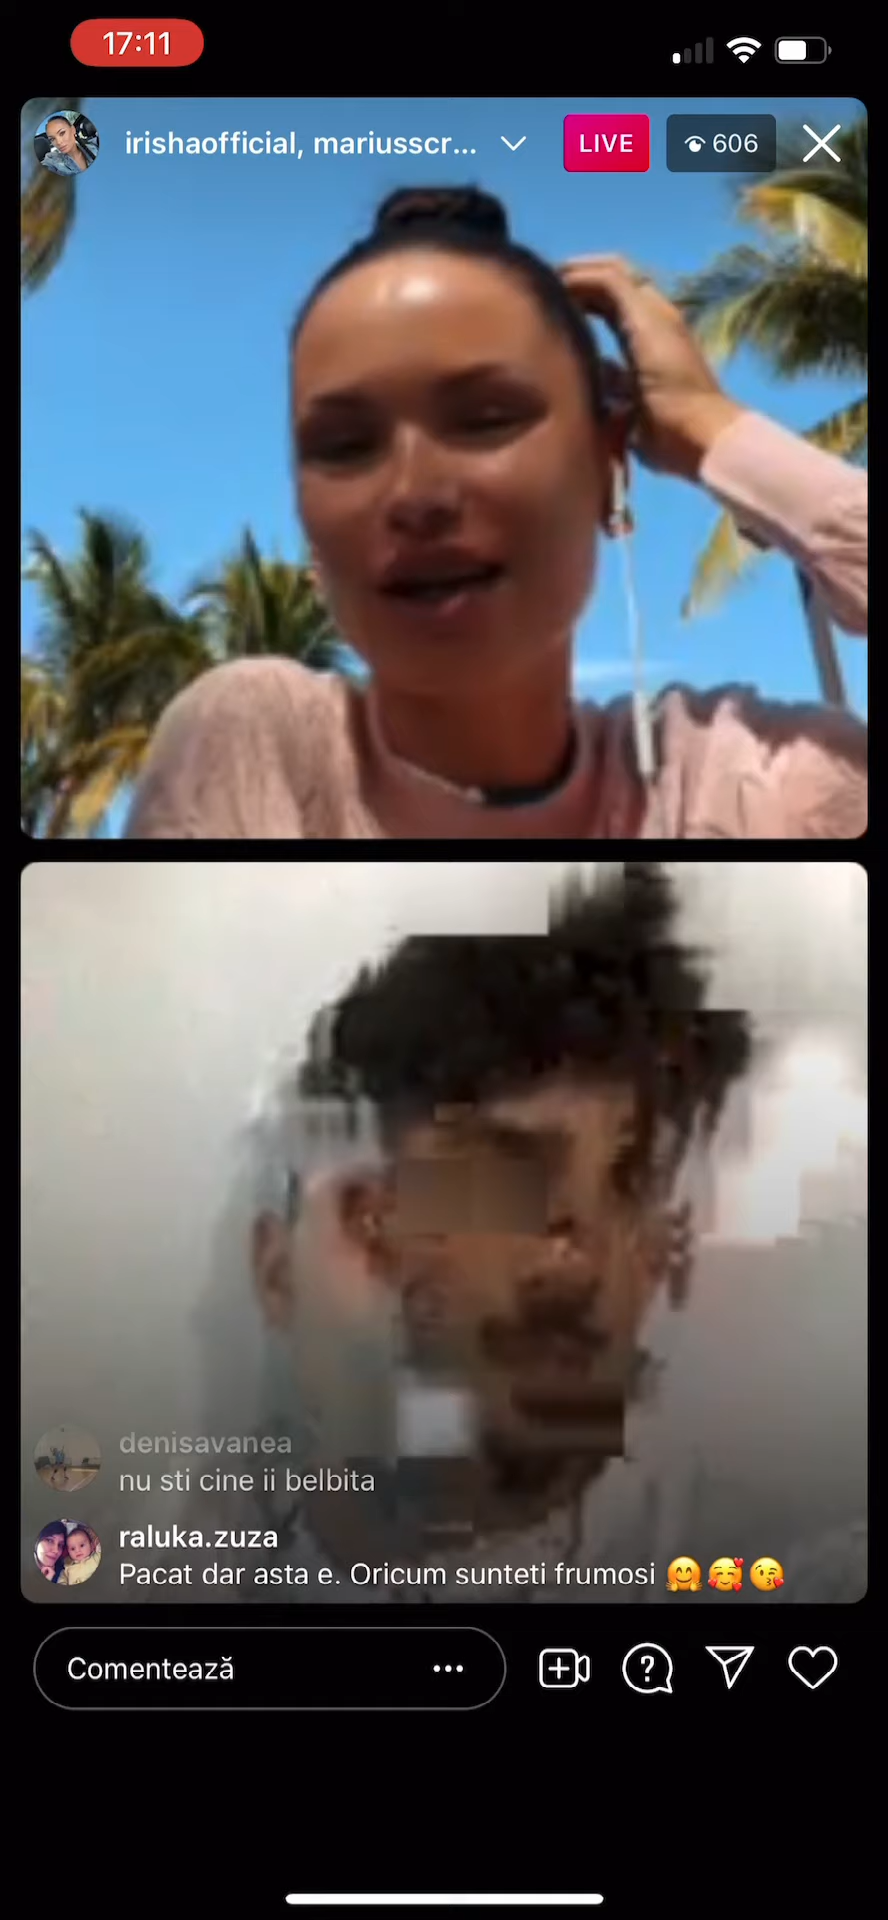 17:11
irishaofficial, mariusscr...
LIVE
606
denisavanea
nu sti cine ii belbita
raluka.zuza
Pacat dar asta e. Oricum sunteti frumosi 🤗🥰😘
Comentează